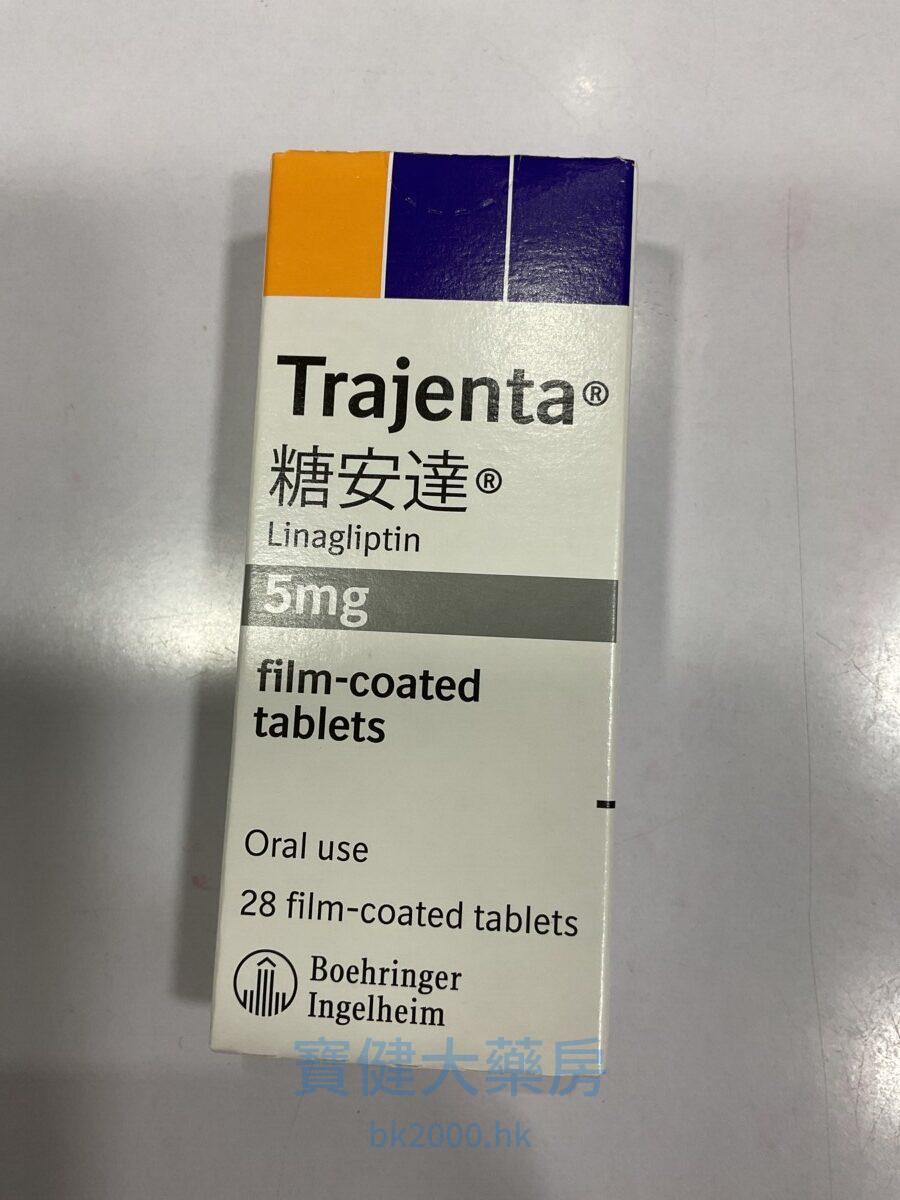 Trajenta®
糖安達®
Linagliptin
5mg
film-coated
tablets
Oral use
28 film-coated tablets
Boehringer
Ingelheim
寶健大藥房
bk2000.hk